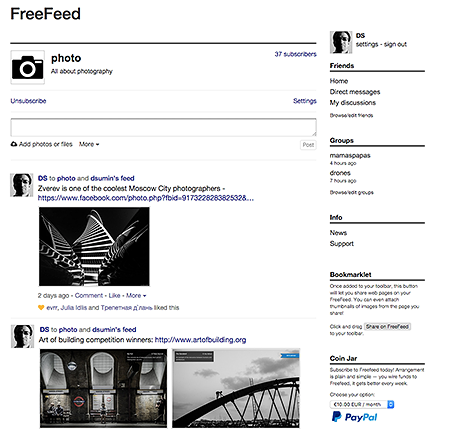 FreeFeed
photo
37 subscribers
All about photography
Unsubscribe
Settings
Add photos or files More
Post
DS to photo and dsumin's feed
Zverev is one of the coolest Moscow City photographers -
https://www.facebook.com/photo.php?fbid=917322828382532&…
2 days ago - Comment - Like - More
evrr, Julia Idlis and Трепетная д'лань liked this
DS to photo and dsumin's feed
Art of building competition winners: http://www.artofbuilding.org
DS
settings - sign out
Friends
Home
Direct messages
My discussions
Browse/edit friends
Groups
mamaspapas
4 hours ago
drones
7 hours ago
Browse/edit groups
Info
News
Support
Bookmarklet
Once added to your toolbar, this
button will let you share web pages on your
FreeFeed. You can even attach
thumbnails of images from the page you
share!
Click and drag Share on FreeFeed
to your toolbar.
Coin Jar
Subscribe to Freefeed today! Arrangement
is plain and simple — you fund
to Freefeed, it gets better every week.
Choose your option:
€10.00 EUR / month
PayPal